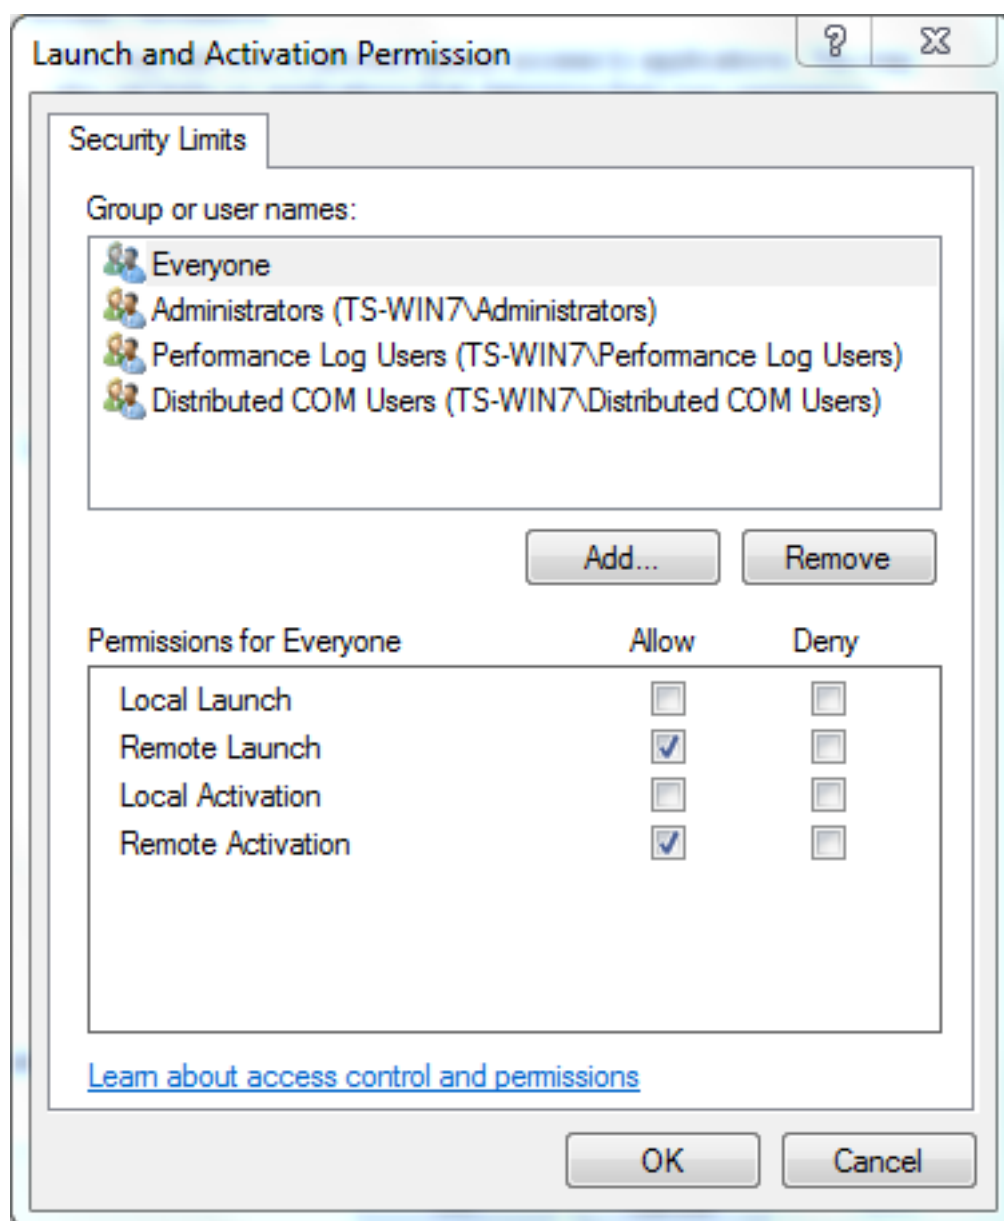 Launch and Activation Permission
Security Limits
Group or user names:
Everyone
Administrators (TS-WIN7\Administrators)
Performance Log Users (TS-WIN7\Performance Log Users)
Distributed COM Users (TS-WIN7\Distributed COM Users)
Add... Remove
Permissions for Everyone Allow Deny
Local Launch
Remote Launch
Local Activation
Remote Activation
Learn about access control and permissions
OK Cancel